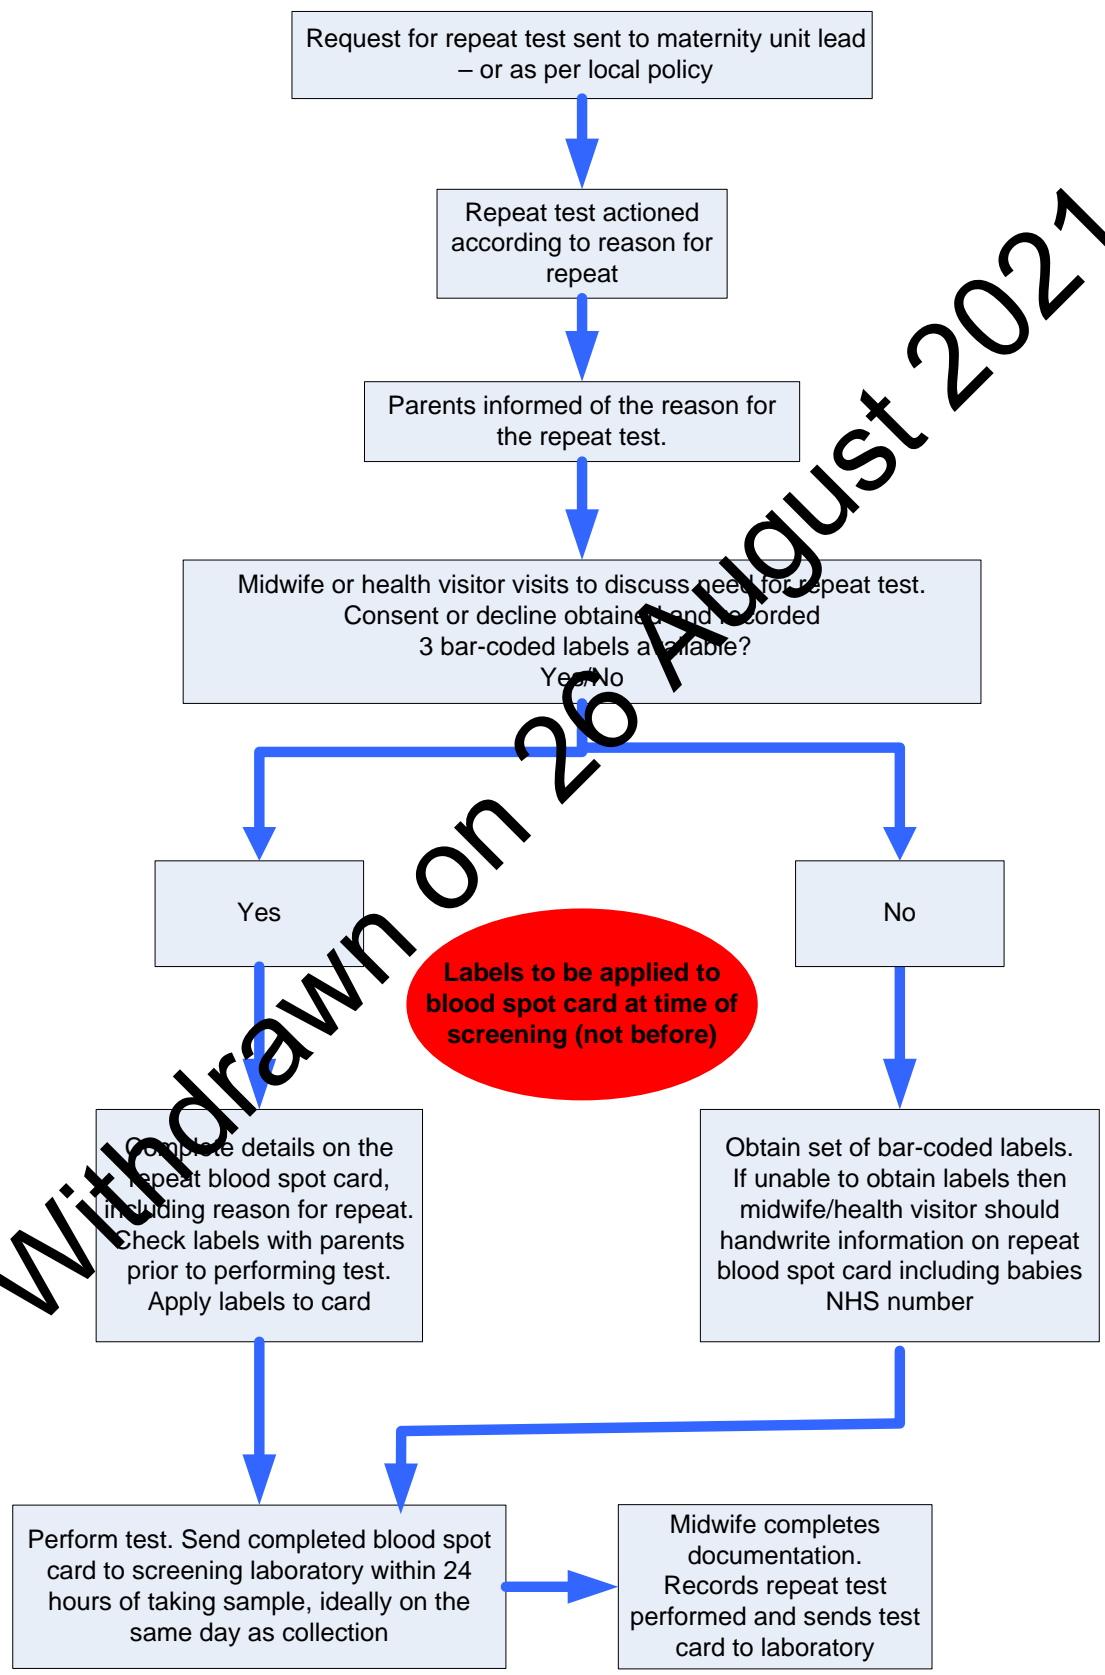 Request for repeat test sent to maternity unit lead
– or as per local policy
Repeat test actioned
according to reason for
repeat
Parents informed of the reason for
the repeat test.
Midwife or health visitor visits to discuss need for repeat test.
Consent or decline obtained and recorded
3 bar-coded labels available?
Yes/No
Yes
No
Labels to be applied to
blood spot card at time of
screening (not before)
Complete details on the
repeat blood spot card,
including reason for repeat.
Check labels with parents
prior to performing test.
Apply labels to card
Obtain set of bar-coded labels.
If unable to obtain labels then
midwife/health visitor should
handwrite information on repeat
blood spot card including babies
NHS number
Perform test. Send completed blood spot
card to screening laboratory within 24
hours of taking sample, ideally on the
same day as collection
Midwife completes
documentation.
Records repeat test
performed and sends test
card to laboratory
Withdrawn on 26 August 2021